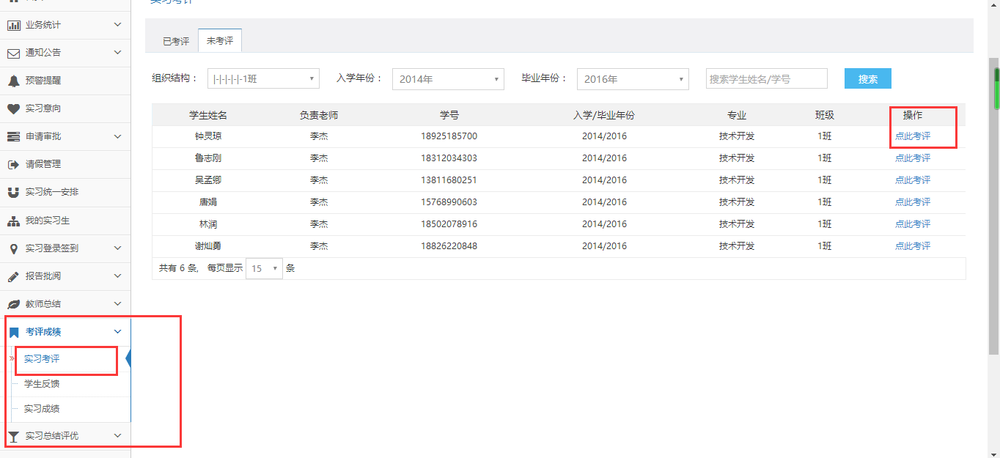 实习考评
业务统计
通知公告
预警提醒
实习意向
申请审批
请假管理
实习统一安排
我的实习生
实习登录签到
报告批阅
教师总结
考评成绩
实习考评
学生反馈
实习成绩
实习总结评优
已考评 未考评
组织结构： |-|-|-|-|-1班 入学年份： 2014年 毕业年份： 2016年 搜索学生姓名/学号 搜索
学生姓名 负责老师 学号 入学/毕业年份 专业 班级 操作
钟灵琼 李杰 18925185700 2014/2016 技术开发 1班 点此考评
鲁志刚 李杰 18312034303 2014/2016 技术开发 1班 点此考评
吴孟卿 李杰 13811680251 2014/2016 技术开发 1班 点此考评
唐娟 李杰 15768990603 2014/2016 技术开发 1班 点此考评
林润 李杰 18502078916 2014/2016 技术开发 1班 点此考评
谢灿勇 李杰 18826220848 2014/2016 技术开发 1班 点此考评
共有 6 条, 每页显示 15 条